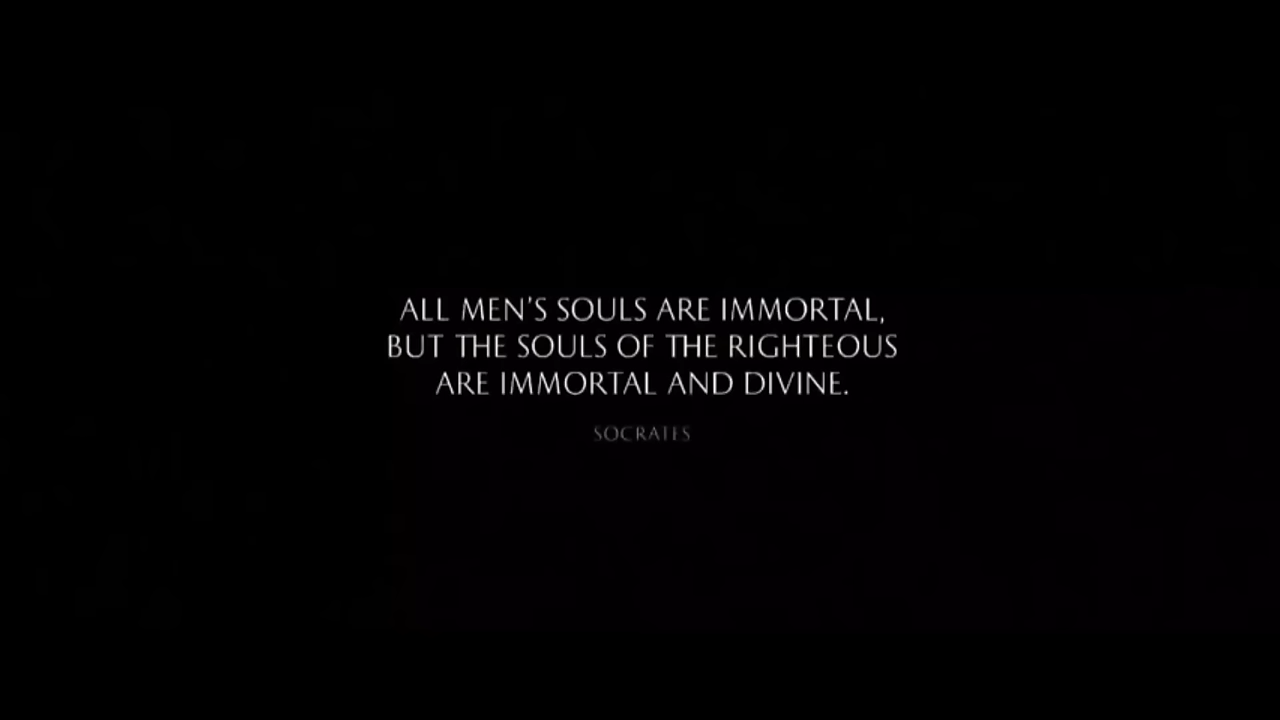 ALL MEN'S SOULS ARE IMMORTAL,
BUT THE SOULS OF THE RIGHTEOUS
ARE IMMORTAL AND DIVINE.
SOCRATES